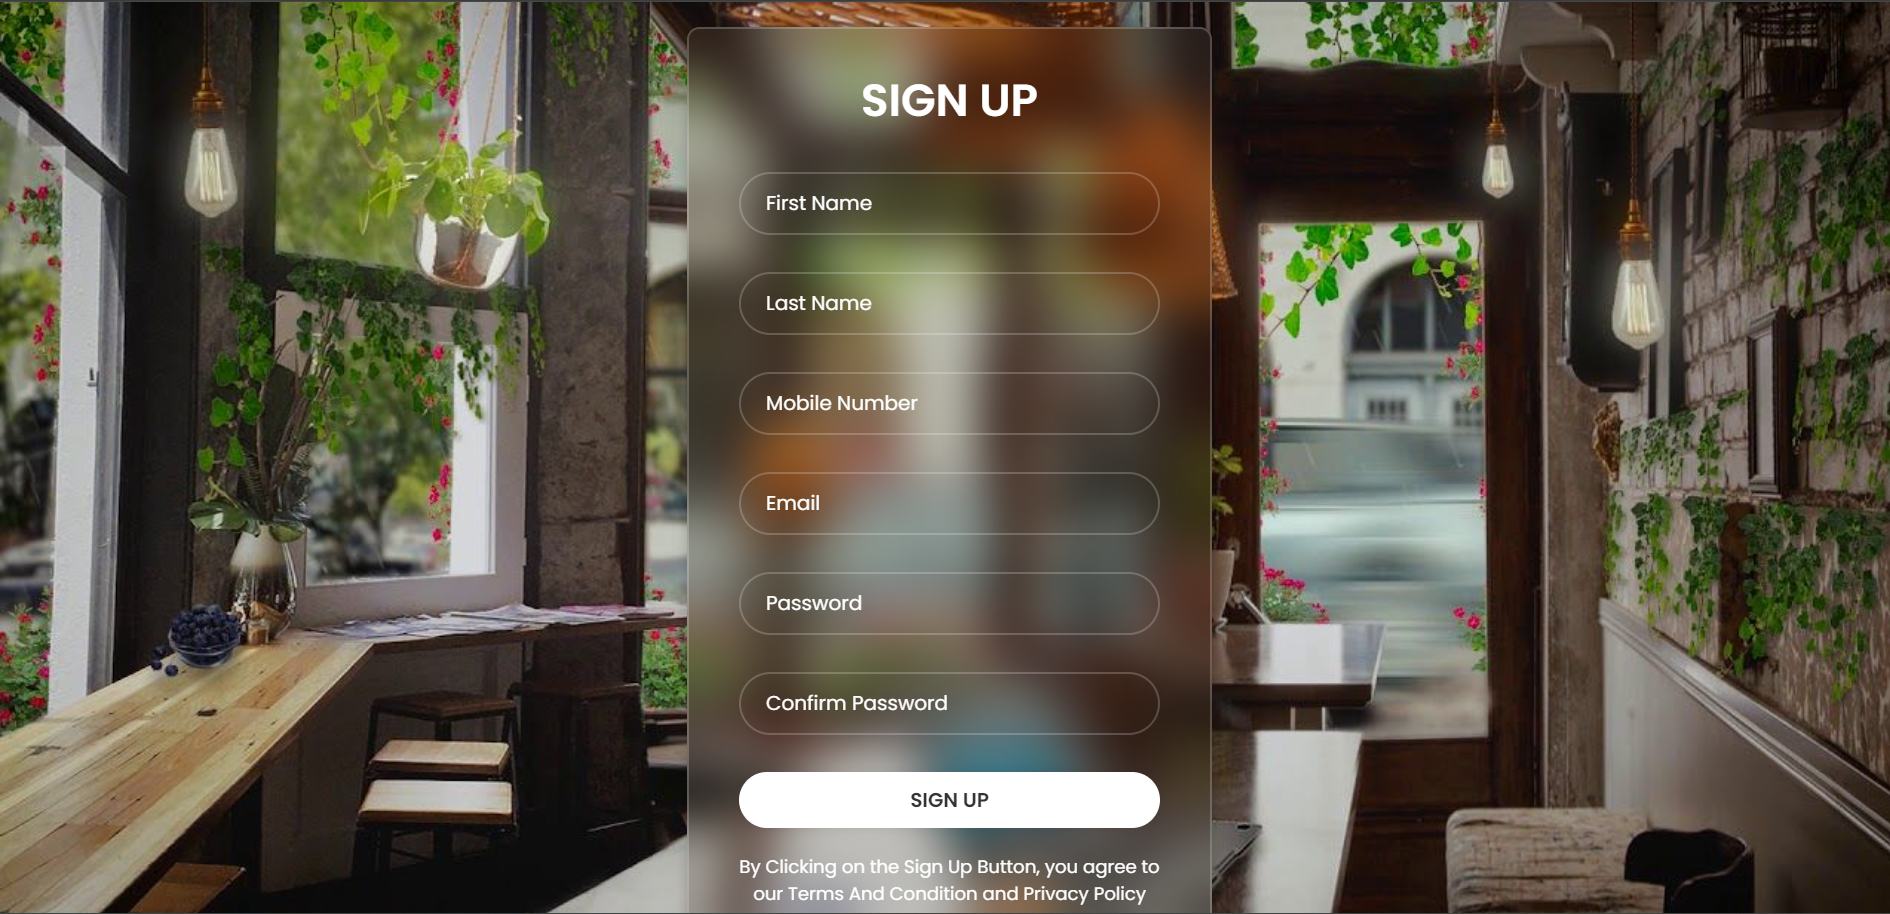 SIGN UP
First Name
Last Name
Mobile Number
Email
Password
Confirm Password
SIGN UP
By Clicking on the Sign Up Button, you agree to
our Terms And Condition and Privacy Policy